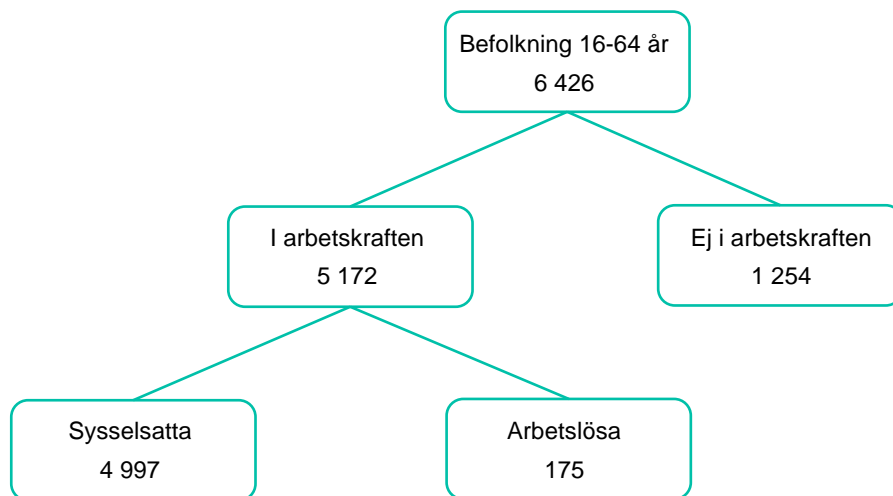 Befolkning 16-64 år
6 426
I arbetskraften
5 172
Ej i arbetskraften
1 254
Sysselsatta
4 997
Arbetslösa
175